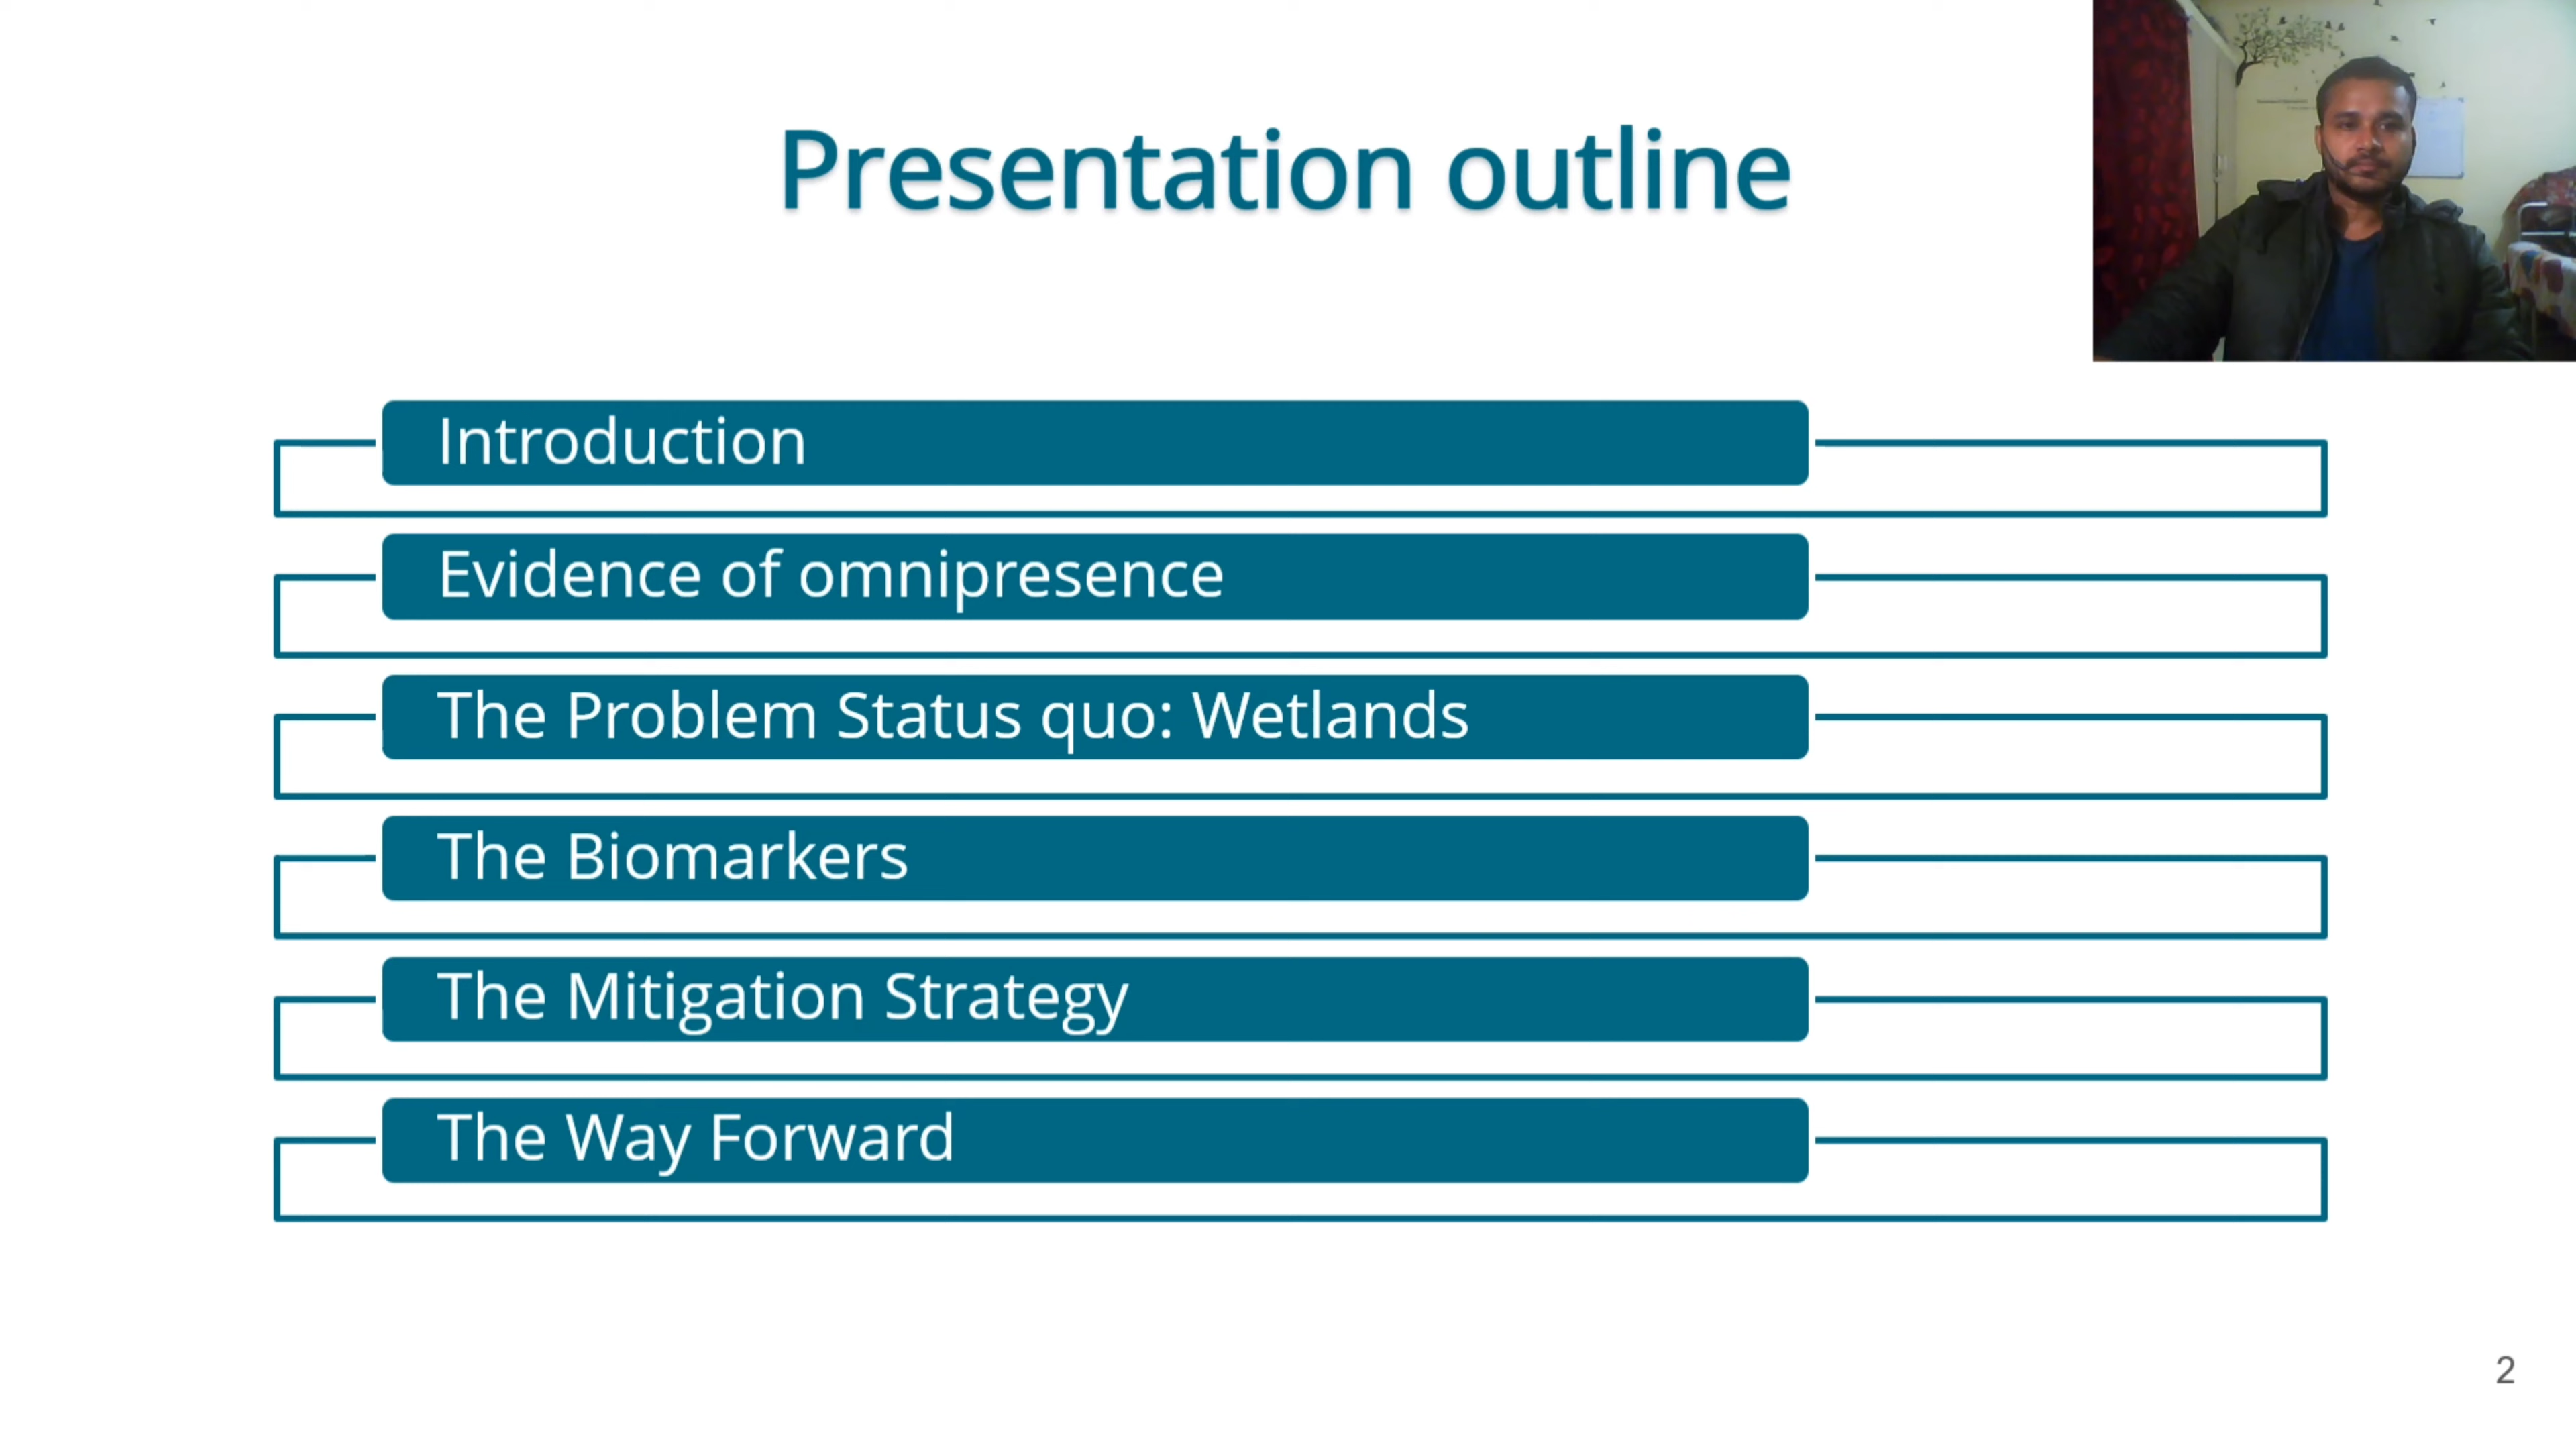 Presentation outline
Introduction
Evidence of omnipresence
The Problem Status quo: Wetlands
The Biomarkers
The Mitigation Strategy
The Way Forward
2